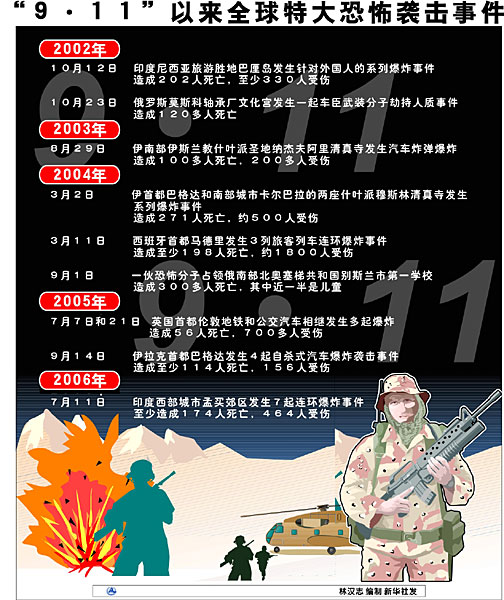 “9·11”以来全球特大恐怖袭击事件
9·11
9·11
2002年
10月12日 印度尼西亚旅游胜地巴厘岛发生针对外国人的系列爆炸事件
造成202人死亡，至少330人受伤
10月23日 俄罗斯莫斯科轴承厂文化宫发生一起车臣武装分子劫持人质事件
造成120多人死亡
2003年
8月29日 伊南部伊斯兰教什叶派圣地纳杰夫阿里清真寺发生汽车炸弹爆炸
造成100多人死亡，200多人受伤
2004年
3月2日 伊首都巴格达和南部城市卡尔巴拉的两座什叶派穆斯林清真寺发生
系列爆炸事件
造成271人死亡，约500人受伤
3月11日 西班牙首都马德里发生3列旅客列车连环爆炸事件
造成至少198人死亡，约1800人受伤
9月1日 一伙恐怖分子占领俄南部北奥塞梯共和国别斯兰市第一学校
造成300多人死亡，其中近一半是儿童
2005年
7月7日和21日 英国首都伦敦地铁和公交汽车相继发生多起爆炸
造成56人死亡，700多人受伤
9月14日 伊拉克首都巴格达发生4起自杀式汽车爆炸袭击事件
造成至少114人死亡，156人受伤
2006年
7月11日 印度西部城市孟买郊区发生7起连环爆炸事件
至少造成174人死亡，464人受伤
林汉志 编制 新华社发